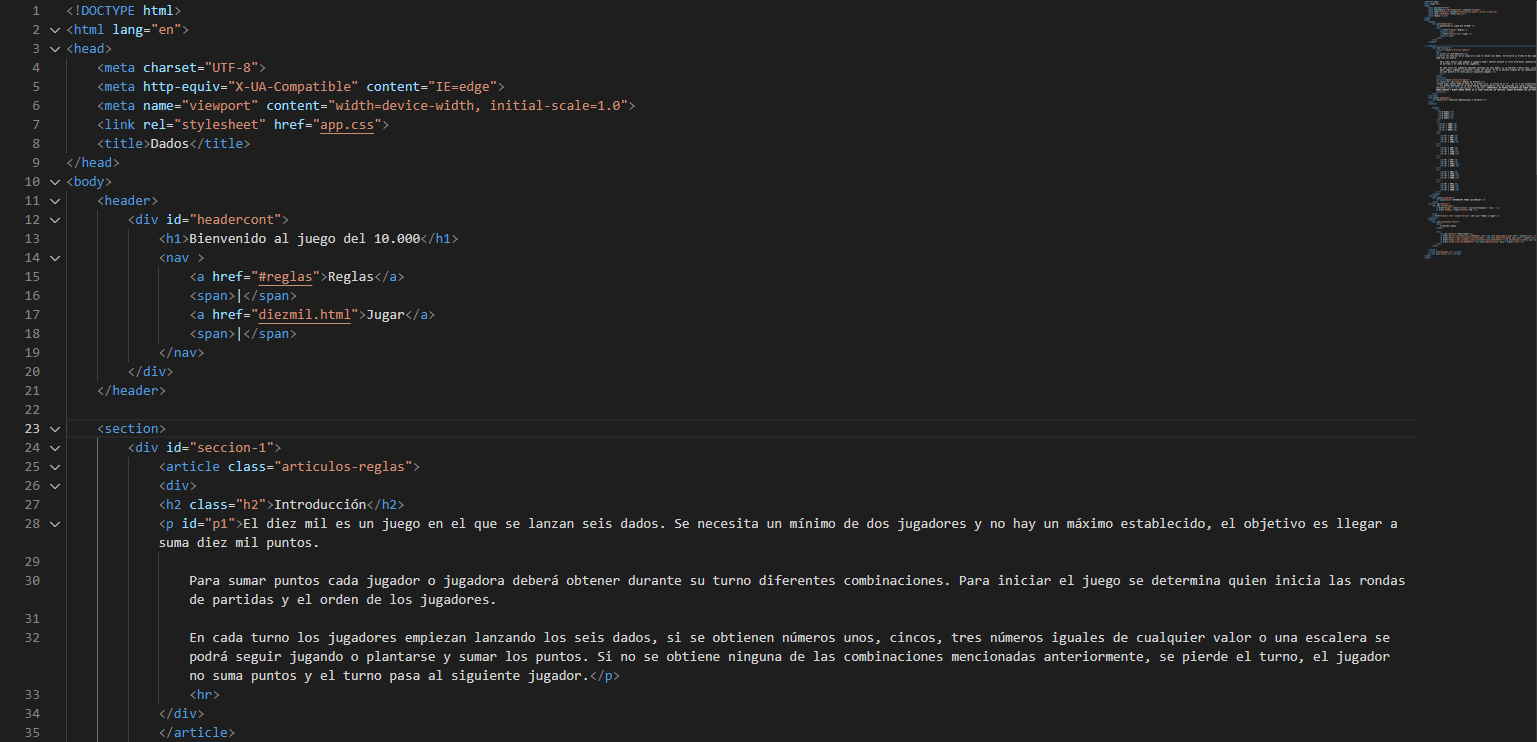 1 <!DOCTYPE html>
2 <html lang="en">
3 <head>
4 <meta charset="UTF-8">
5 <meta http-equiv="X-UA-Compatible" content="IE=edge">
6 <meta name="viewport" content="width=device-width, initial-scale=1.0">
7 <link rel="stylesheet" href="app.css">
8 <title>Dados</title>
9 </head>
10 <body>
11 <header>
12 <div id="headercont">
13 <h1>Bienvenido al juego del 10.000</h1>
14 <nav >
15 <a href="#reglas">Reglas</a>
16 <span>|</span>
17 <a href="diezmil.html">Jugar</a>
18 <span>|</span>
19 </nav>
20 </div>
21 </header>
22
23 <section>
24 <div id="seccion-1">
25 <article class="articulos-reglas">
26 <div>
27 <h2 class="h2">Introducción</h2>
28 <p id="p1">El diez mil es un juego en el que se lanzan seis dados. Se necesita un mínimo de dos jugadores y no hay un máximo establecido, el objetivo es llegar a
suma diez mil puntos.
29
30 Para sumar puntos cada jugador o jugadora deberá obtener durante su turno diferentes combinaciones. Para iniciar el juego se determina quien inicia las rondas
de partidas y el orden de los jugadores.
31
32 En cada turno los jugadores empiezan lanzando los seis dados, si se obtienen números unos, cincos, tres números iguales de cualquier valor o una escalera se
podrá seguir jugando o plantarse y sumar los puntos. Si no se obtiene ninguna de las combinaciones mencionadas anteriormente, se pierde el turno, el jugador
no suma puntos y el turno pasa al siguiente jugador.</p>
33 <hr>
34 </div>
35 </article>